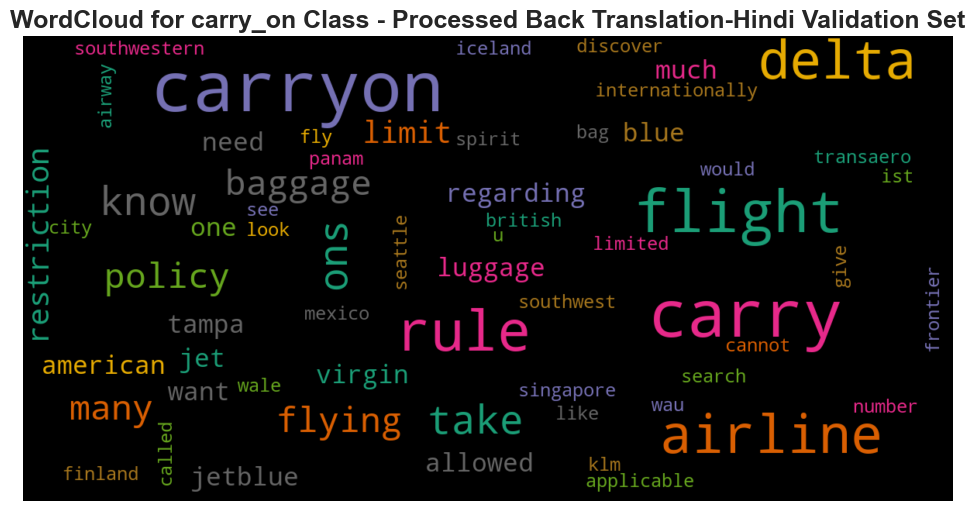 WordCloud for carry_on Class - Processed Back Translation-Hindi Validation Set
southwestern
iceland
discover
delta
airway
carryon
much
internationally
need
fly
limit
spirit
bag
blue
panam
transaero
restriction
know
baggage
regarding
would
ist
city
one
see
look
ons
seattle
british
u
flight
limited
policy
luggage
give
frontier
tampa
mexico
rule
southwest
carry
cannot
american
jet
want
wale
virgin
singapore
search
many
flying
take
like
wau
number
airline
called
finland
jetblue
allowed
klm
applicable